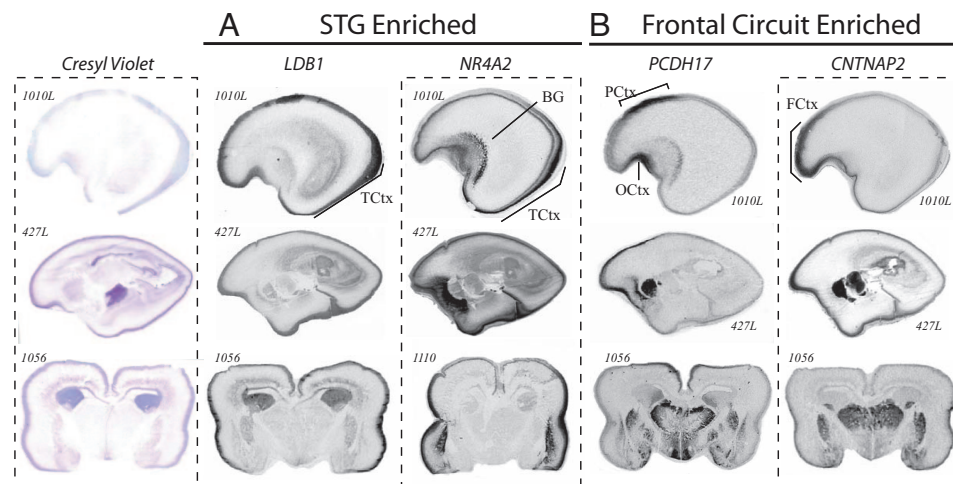 A STG Enriched B Frontal Circuit Enriched
Cresyl Violet LDB1 NR4A2 PCDH17 CNTNAP2
1010L 1010L 1010L BG PCtx FCtx
OCtx
TCtx TCtx 1010L 1010L
427L 427L 427L
427L 427L
1056 1056 1110 1056 1056